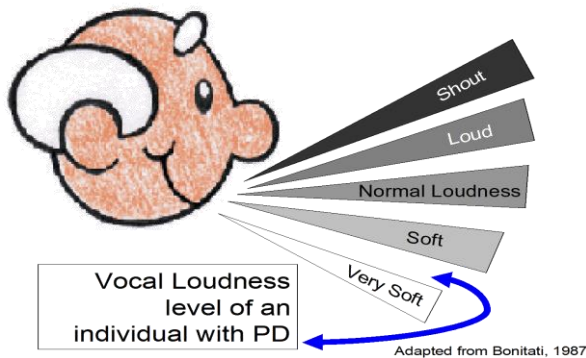 Shout
Loud
Normal Loudness
Soft
Very Soft
Vocal Loudness
level of an
individual with PD
Adapted from Bonitati, 1987